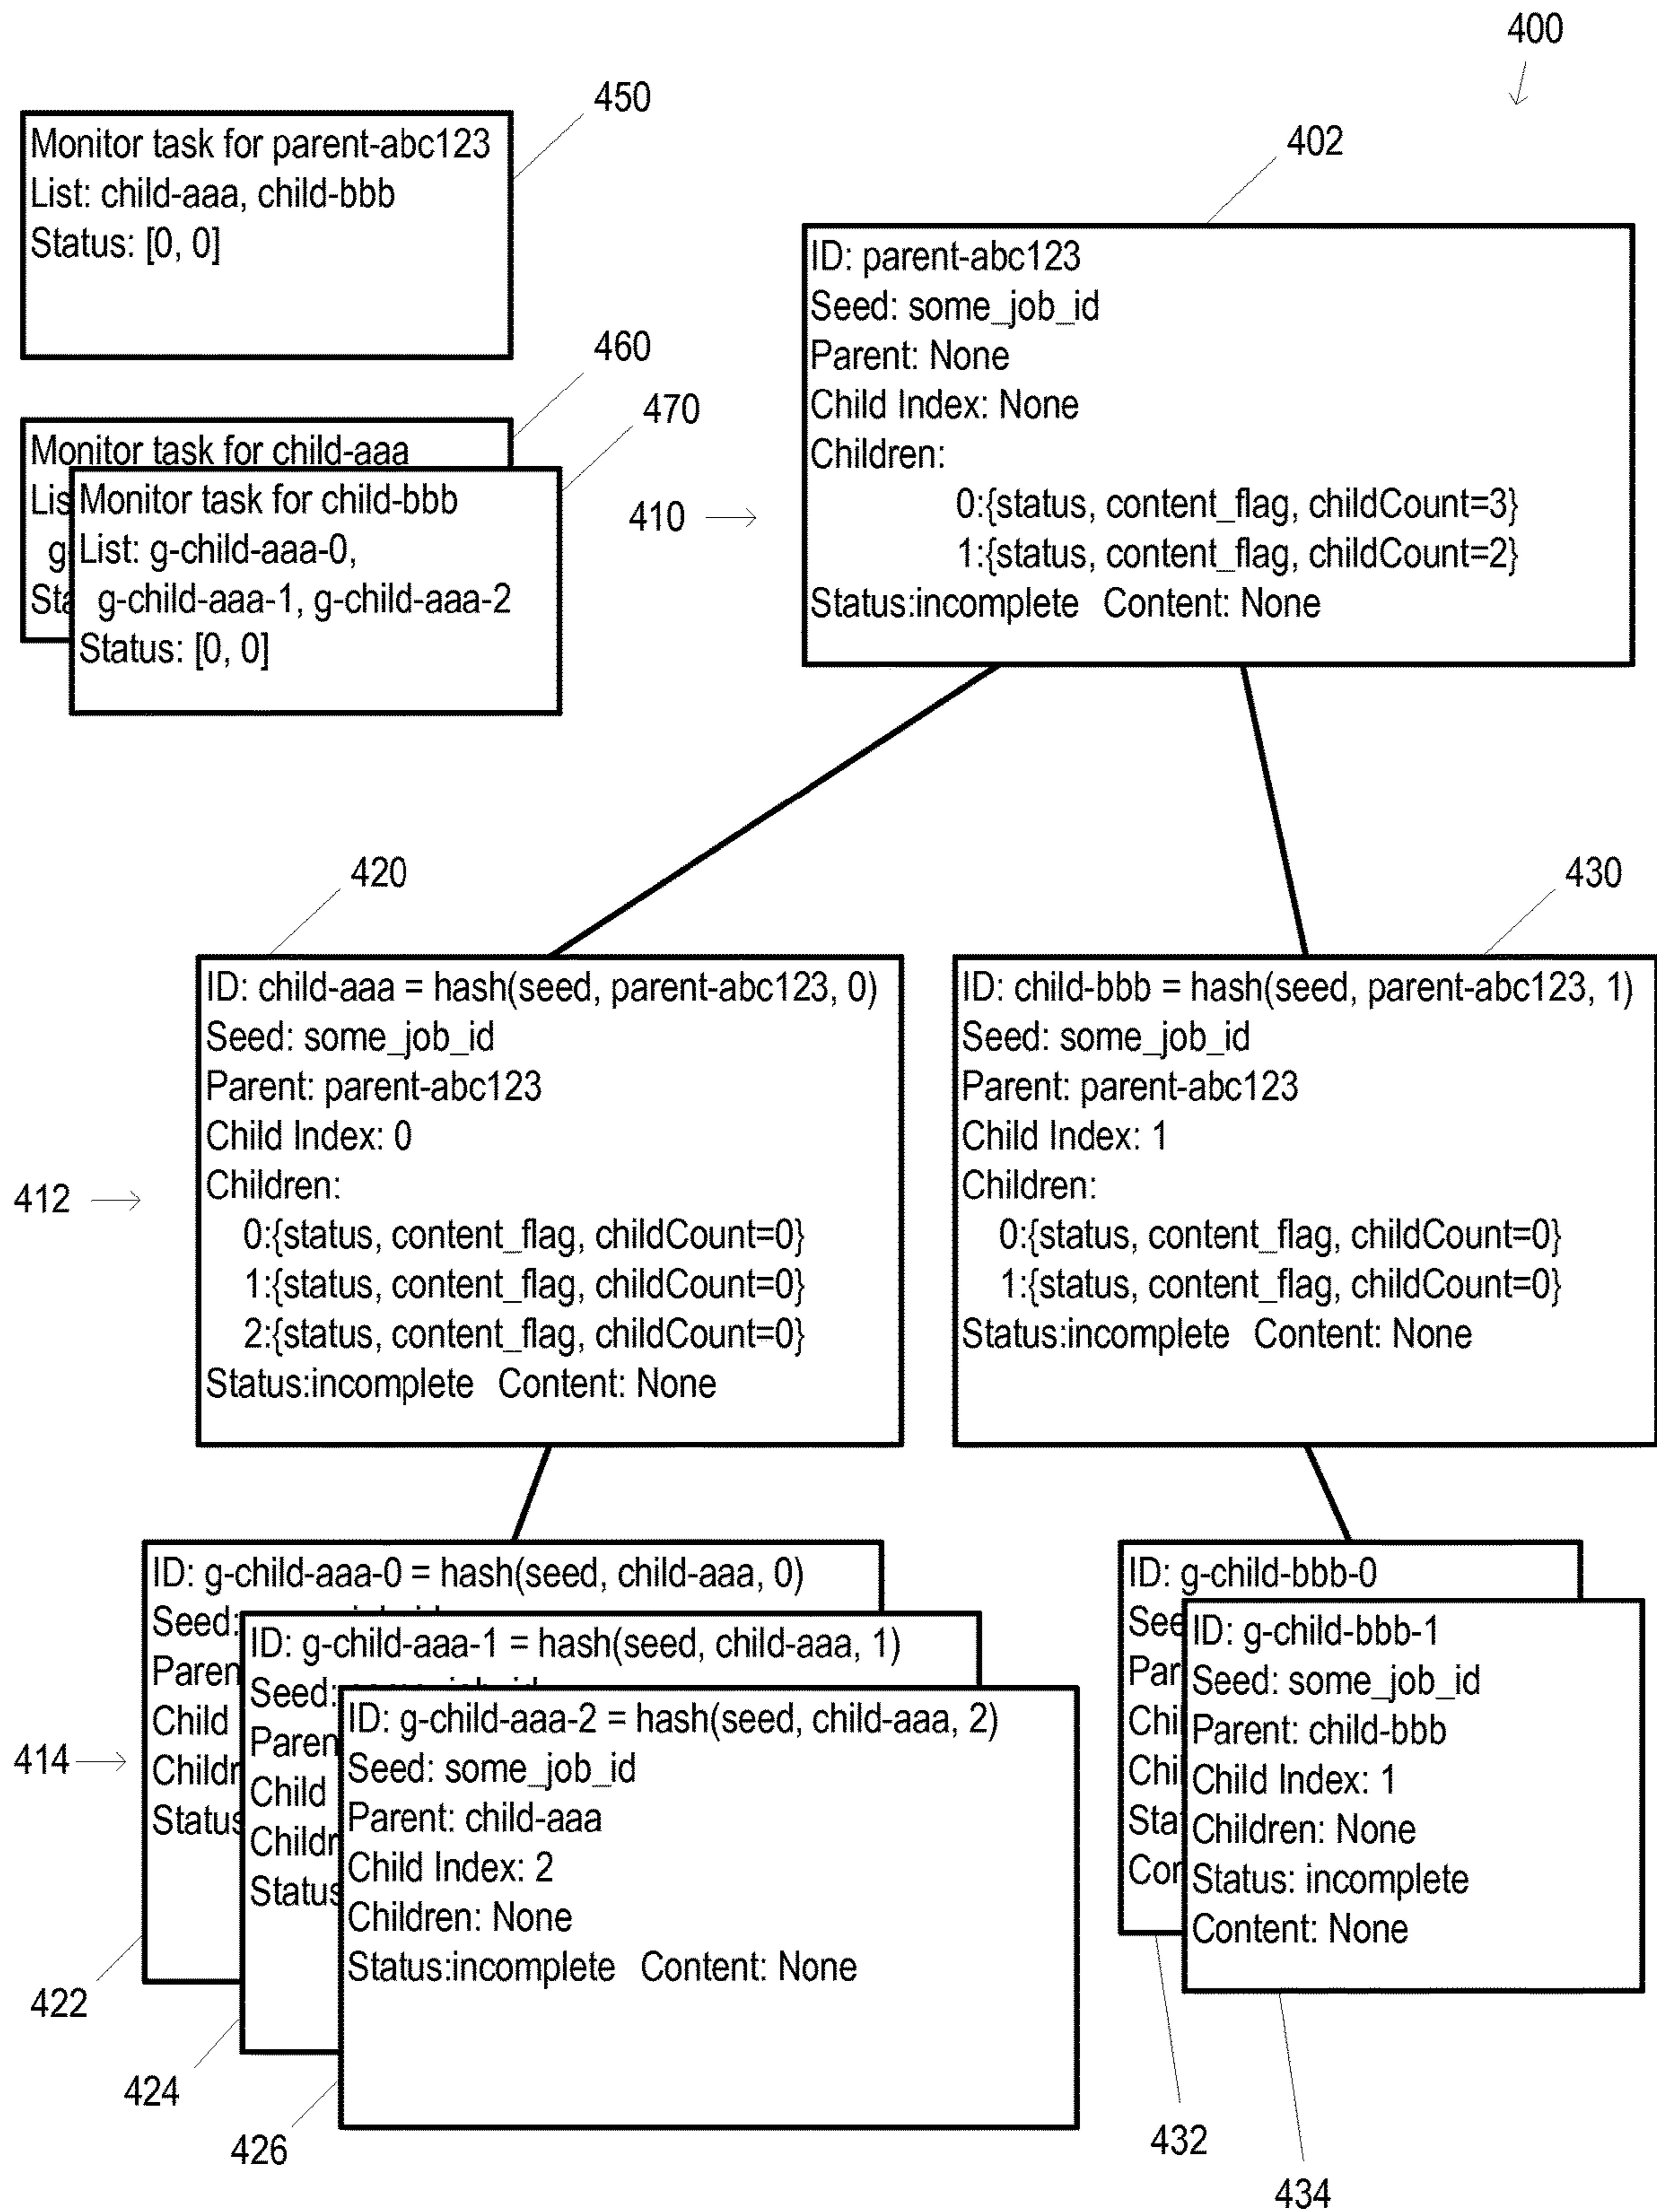 400
450
402
Monitor task for parent-abc123
List: child-aaa, child-bbb
Status: [0, 0]
ID: parent-abc123
Seed: some_job_id
Parent: None
Child Index: None
Children:
0:{status, content_flag, childCount=3}
1:{status, content_flag, childCount=2}
Status:incomplete Content: None
460
470
410
Monitor task for child-aaa
Monitor task for child-bbb
List: g-child-aaa-0,
g-child-aaa-1, g-child-aaa-2
Status: [0, 0]
420
430
412
ID: child-aaa = hash(seed, parent-abc123, 0)
Seed: some_job_id
Parent: parent-abc123
Child Index: 0
Children:
0:{status, content_flag, childCount=0}
1:{status, content_flag, childCount=0}
2:{status, content_flag, childCount=0}
Status:incomplete Content: None
ID: child-bbb = hash(seed, parent-abc123, 1)
Seed: some_job_id
Parent: parent-abc123
Child Index: 1
Children:
0:{status, content_flag, childCount=0}
1:{status, content_flag, childCount=0}
Status:incomplete Content: None
414
ID: g-child-aaa-0 = hash(seed, child-aaa, 0)
Seed:
Child
ID: g-child-aaa-1 = hash(seed, child-aaa, 1)
Seed:
Child
ID: g-child-aaa-2 = hash(seed, child-aaa, 2)
Seed: some_job_id
Parent: child-aaa
Child Index: 2
Children: None
Status:incomplete Content: None
ID: g-child-bbb-0
ID: g-child-bbb-1
Seed: some_job_id
Parent: child-bbb
Child Index: 1
Children: None
Status: incomplete
Content: None
422
424
426
432
434